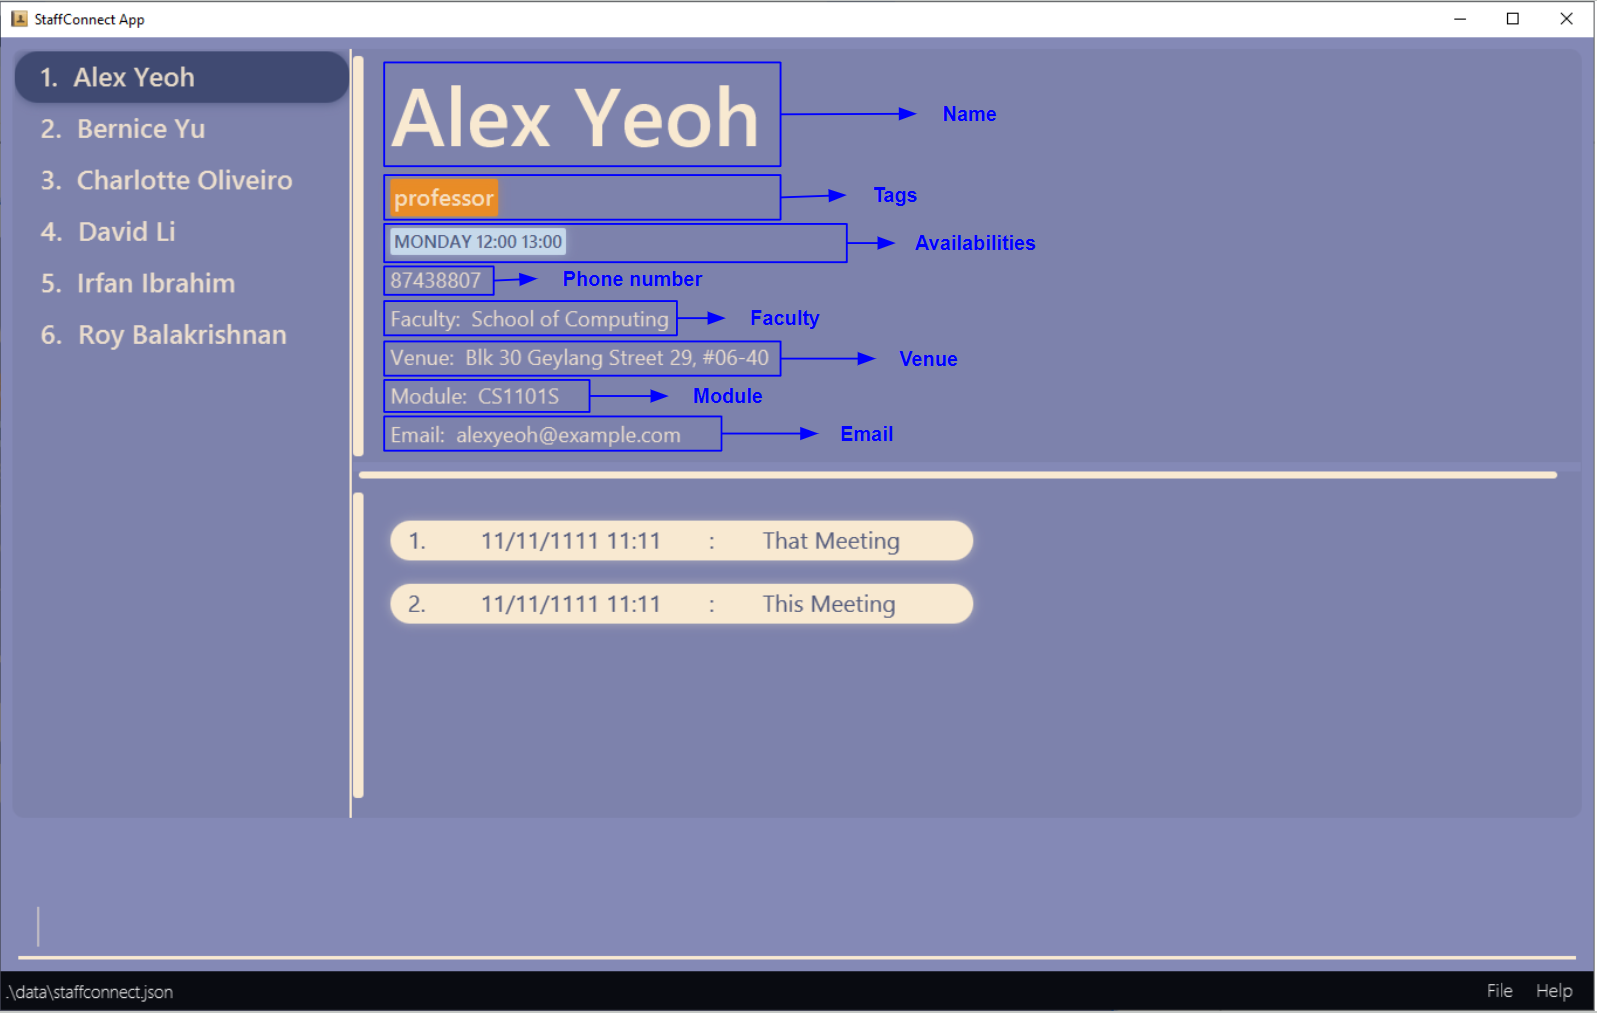 StaffConnect App
1. Alex Yeoh
2. Bernice Yu
3. Charlotte Oliveiro
4. David Li
5. Irfan Ibrahim
6. Roy Balakrishnan
Alex Yeoh Name
professor Tags
MONDAY 12:00 13:00 Availabilities
87438807 Phone number
Faculty: School of Computing Faculty
Venue: Blk 30 Geylang Street 29, #06-40 Venue
Module: CS1101S Module
Email: alexyeoh@example.com Email
1. 11/11/1111 11:11 : That Meeting
2. 11/11/1111 11:11 : This Meeting
.\data\staffconnect.json File Help